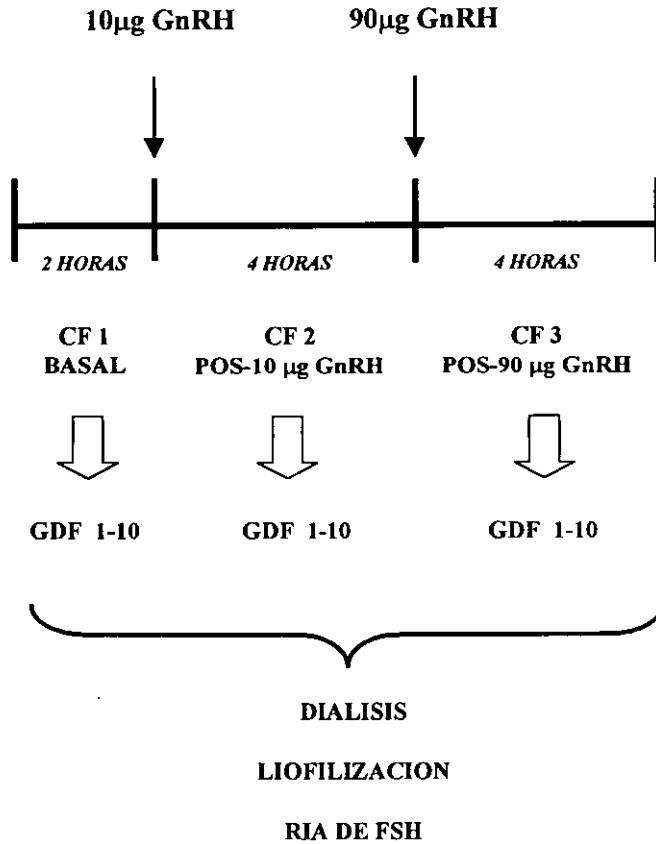 10μg GnRH 90μg GnRH
2 HORAS 4 HORAS 4 HORAS
CF 1 CF 2 CF 3
BASAL POS-10 μg GnRH POS-90 μg GnRH
GDF 1-10 GDF 1-10 GDF 1-10
DIALISIS
LIOFILIZACION
RIA DE FSH